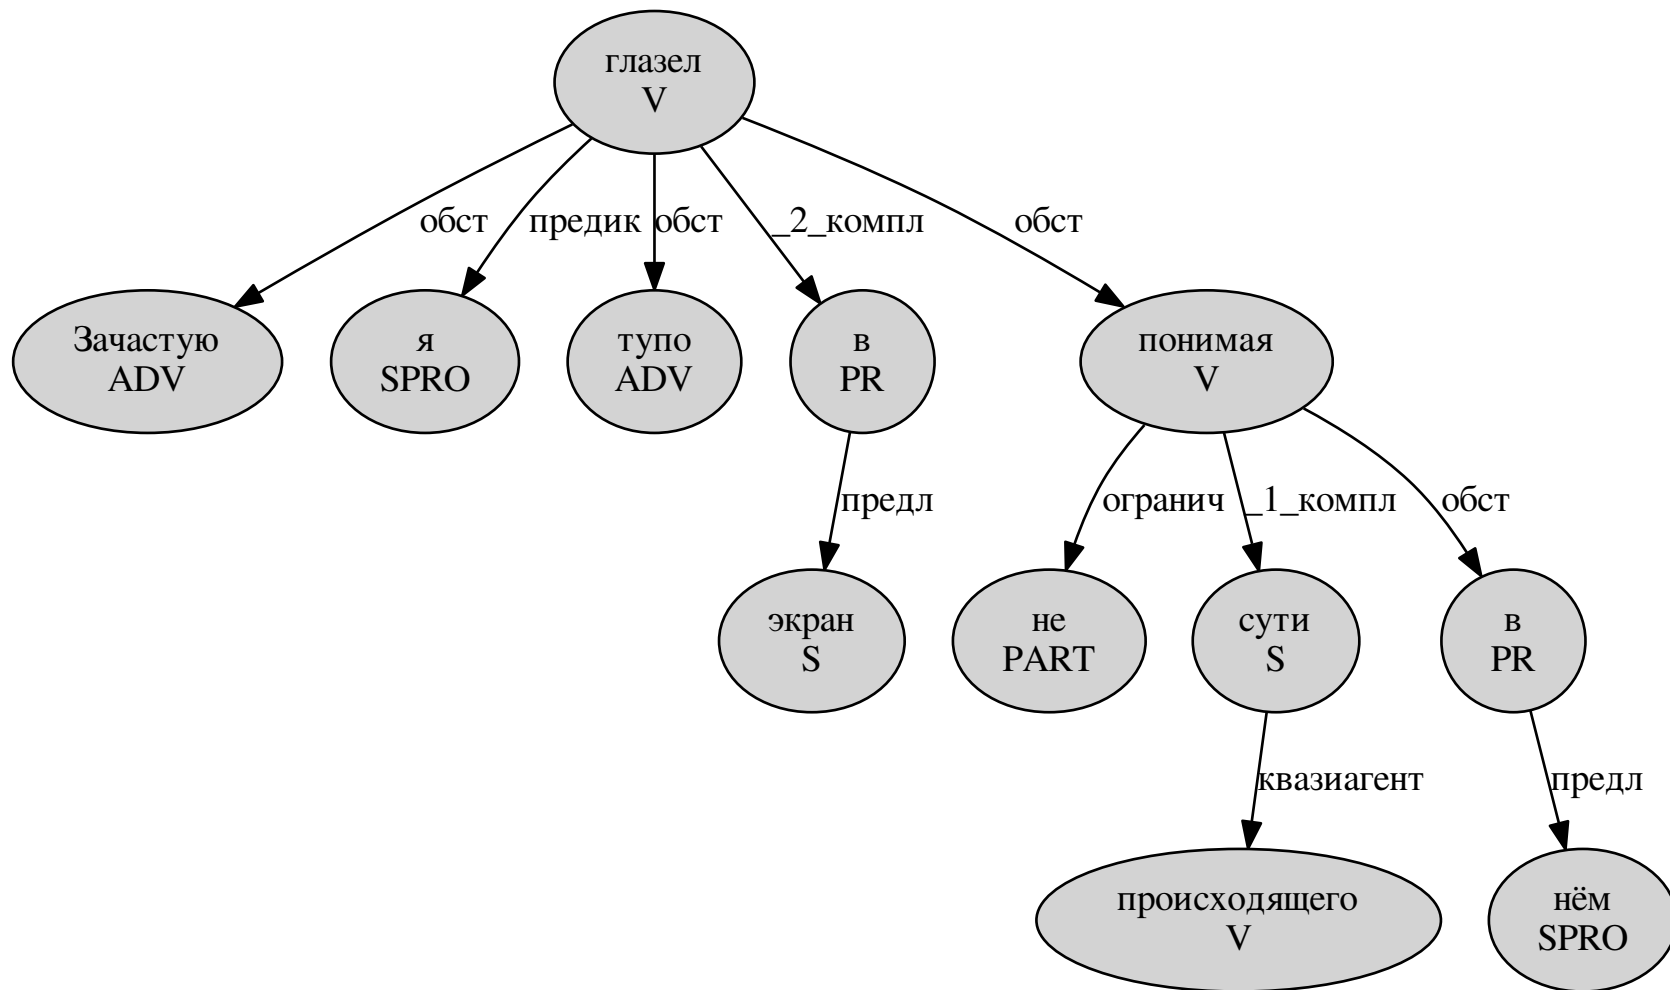 глазел
V
обст
предик
обст
_2_компл
обст
Зачастую
ADV
я
SPRO
тупо
ADV
в
PR
понимая
V
предл
огранич
_1_компл
обст
экран
S
не
PART
сути
S
в
PR
квазиагент
предл
происходящего
V
нём
SPRO